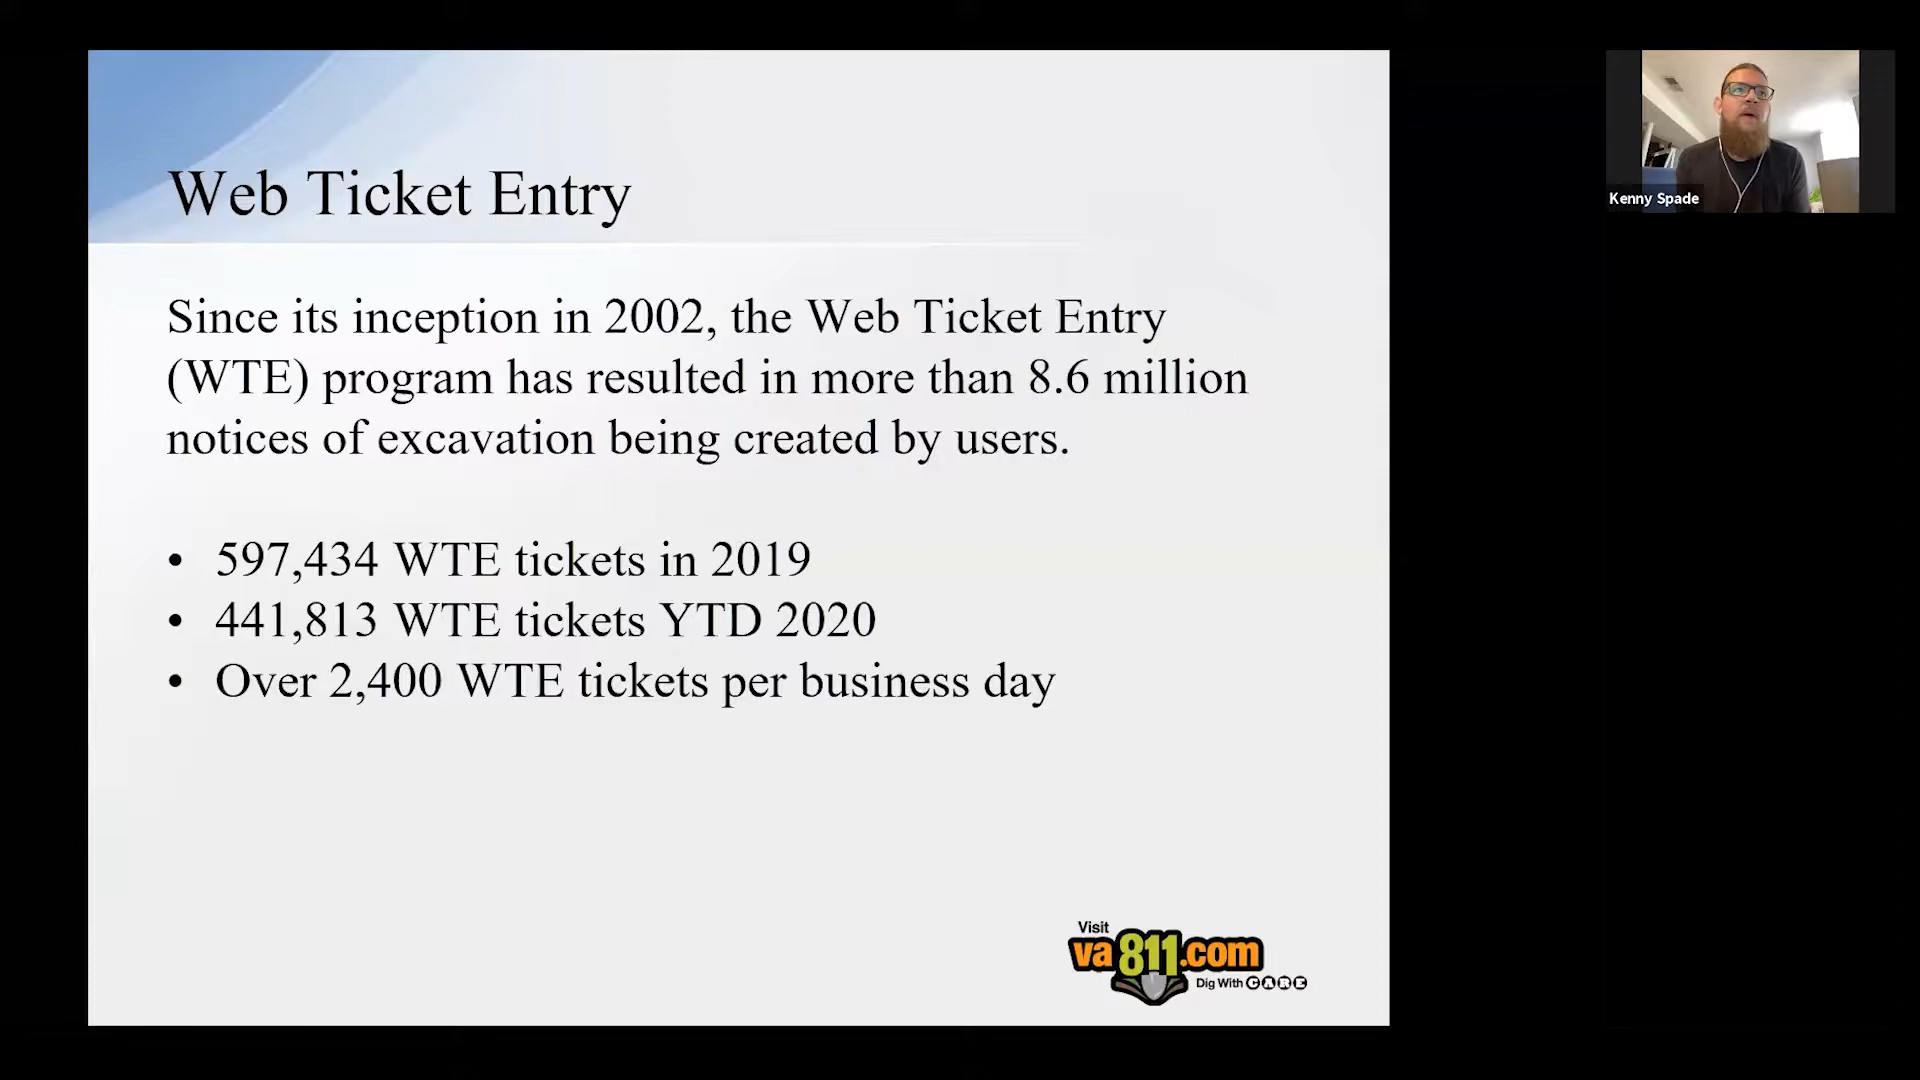 Web Ticket Entry
Since its inception in 2002, the Web Ticket Entry
(WTE) program has resulted in more than 8.6 million
notices of excavation being created by users.
• 597,434 WTE tickets in 2019
• 441,813 WTE tickets YTD 2020
• Over 2,400 WTE tickets per business day
Visit
va811.com
Dig With CARE
Kenny Spade